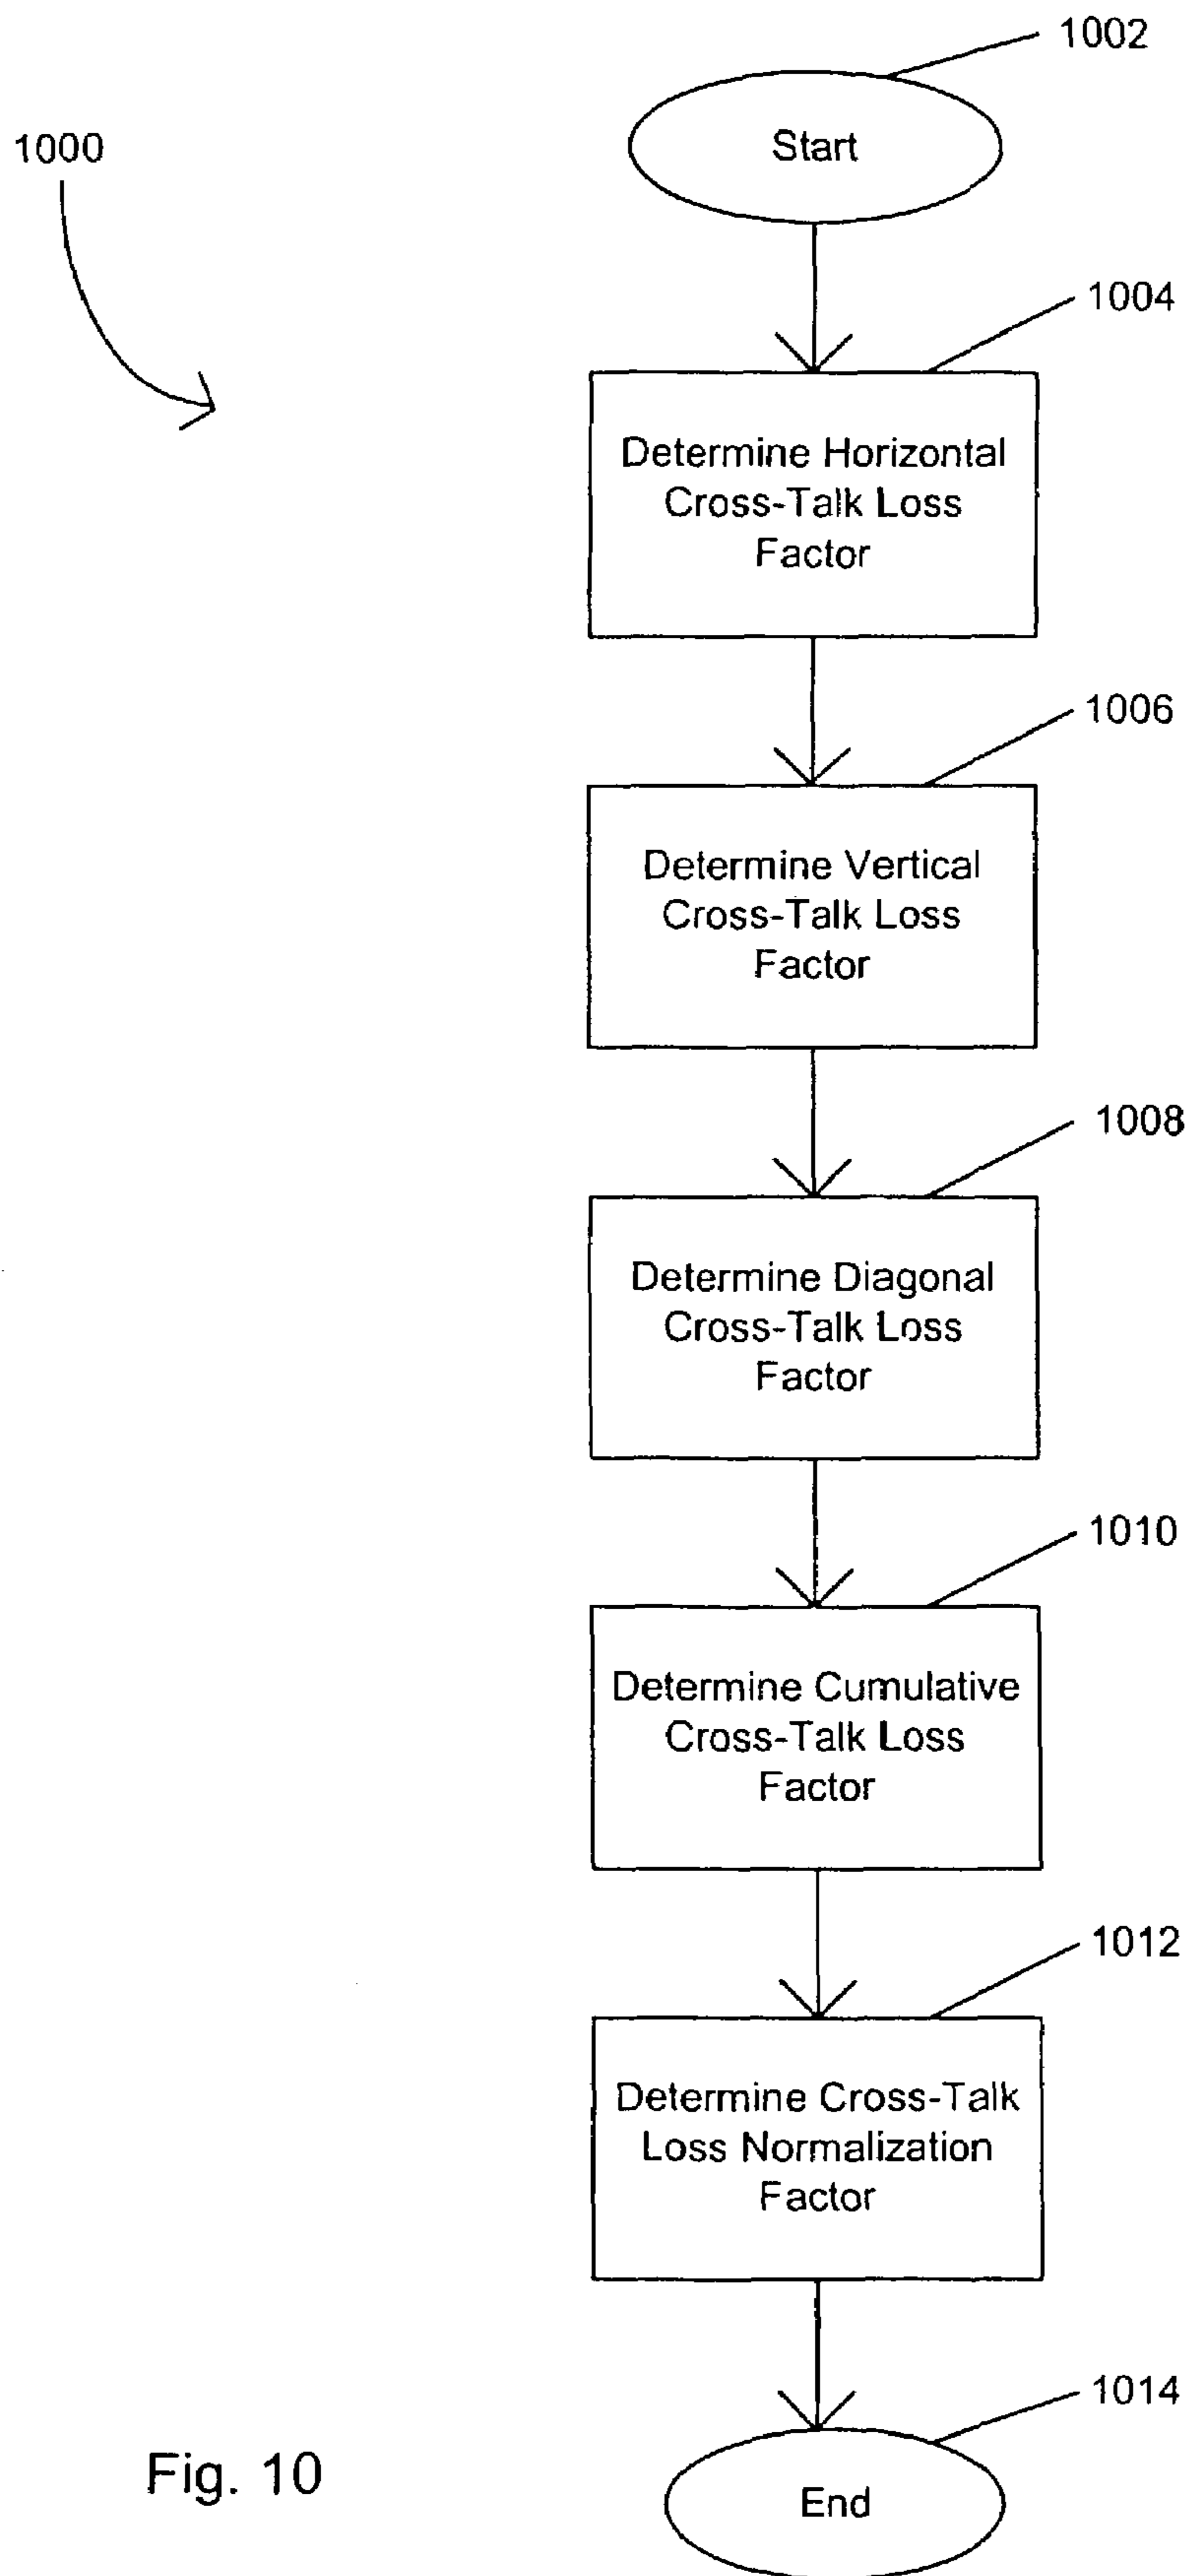 1002
Start
1000
1004
Determine Horizontal
Cross-Talk Loss
Factor
1006
Determine Vertical
Cross-Talk Loss
Factor
1008
Determine Diagonal
Cross-Talk Loss
Factor
1010
Determine Cumulative
Cross-Talk Loss
Factor
1012
Determine Cross-Talk
Loss Normalization
Factor
1014
End
Fig. 10